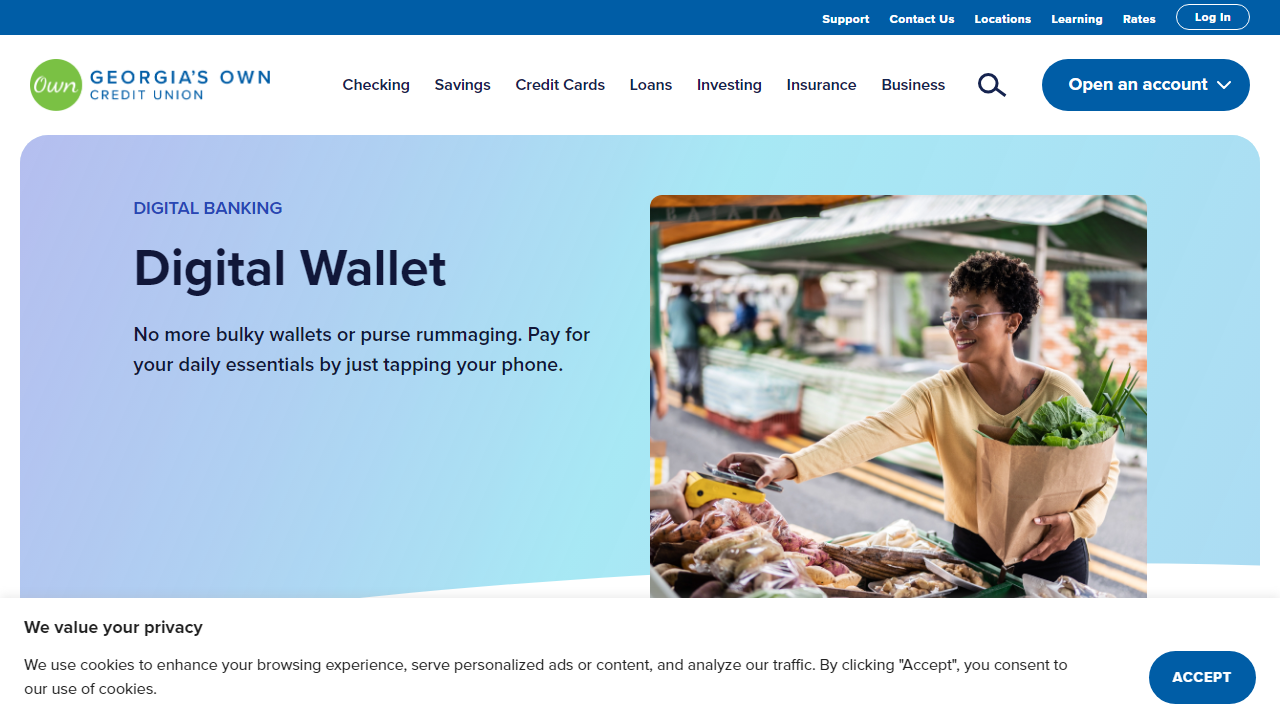 Support Contact Us Locations Learning Rates Log In
Own GEORGIA'S OWN
CREDIT UNION
Checking Savings Credit Cards Loans Investing Insurance Business Open an account
DIGITAL BANKING
Digital Wallet
No more bulky wallets or purse rummaging. Pay for
your daily essentials by just tapping your phone.
We value your privacy
We use cookies to enhance your browsing experience, serve personalized ads or content, and analyze our traffic. By clicking "Accept", you consent to
our use of cookies.
ACCEPT